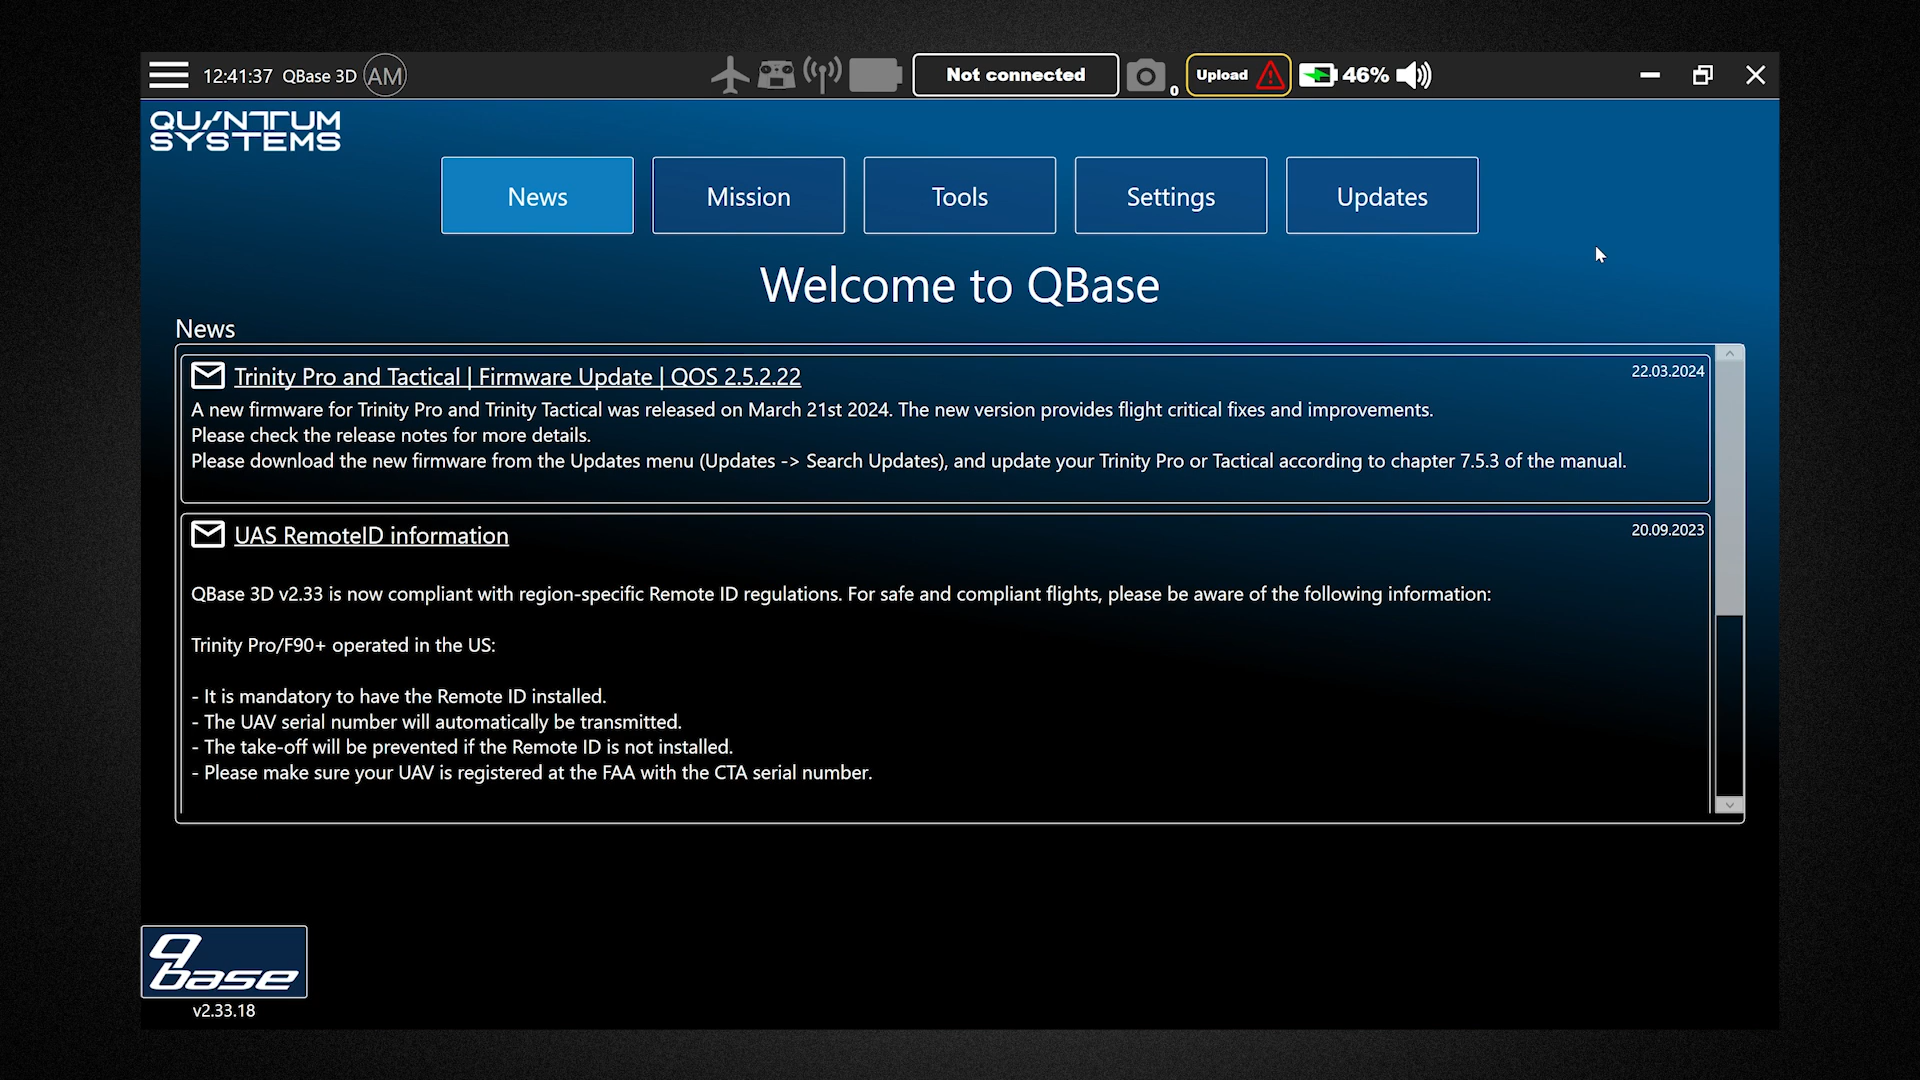 12:41:37 QBase 3D AM
Not connected
0
Upload
46%
QUANTUM
SYSTEMS
News
Mission
Tools
Settings
Updates
Welcome to QBase
News
Trinity Pro and Tactical | Firmware Update | QOS 2.5.2.22
22.03.2024
A new firmware for Trinity Pro and Trinity Tactical was released on March 21st 2024. The new version provides flight critical fixes and improvements.
Please check the release notes for more details.
Please download the new firmware from the Updates menu (Updates -> Search Updates), and update your Trinity Pro or Tactical according to chapter 7.5.3 of the manual.
UAS RemoteID information
20.09.2023
QBase 3D v2.33 is now compliant with region-specific Remote ID regulations. For safe and compliant flights, please be aware of the following information:
Trinity Pro/F90+ operated in the US:
- It is mandatory to have the Remote ID installed.
- The UAV serial number will automatically be transmitted.
- The take-off will be prevented if the Remote ID is not installed.
- Please make sure your UAV is registered at the FAA with the CTA serial number.
qbase
v2.33.18